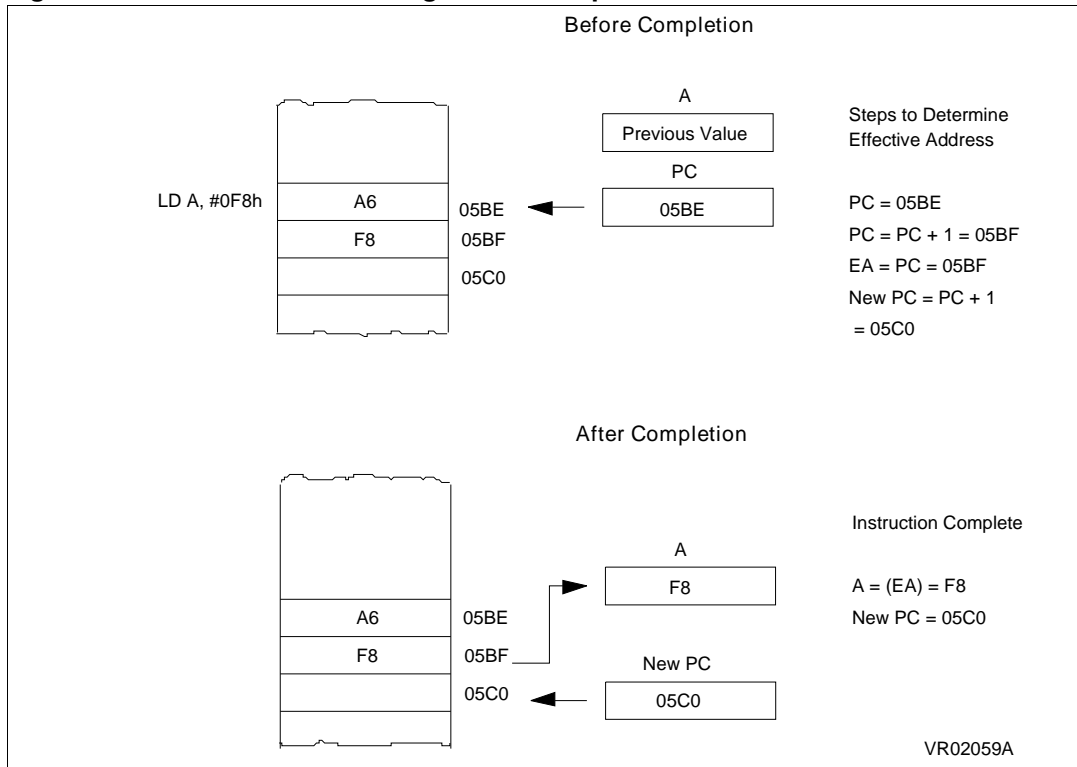 Before Completion
A
Previous Value
Steps to Determine
Effective Address
PC
LD A, #0F8h
A6
05BE
05BE
PC = 05BE
F8
05BF
PC = PC + 1 = 05BF
05C0
EA = PC = 05BF
New PC = PC + 1
= 05C0
After Completion
Instruction Complete
A
F8
A = (EA) = F8
A6
05BE
New PC = 05C0
F8
05BF
New PC
05C0
05C0
VR02059A